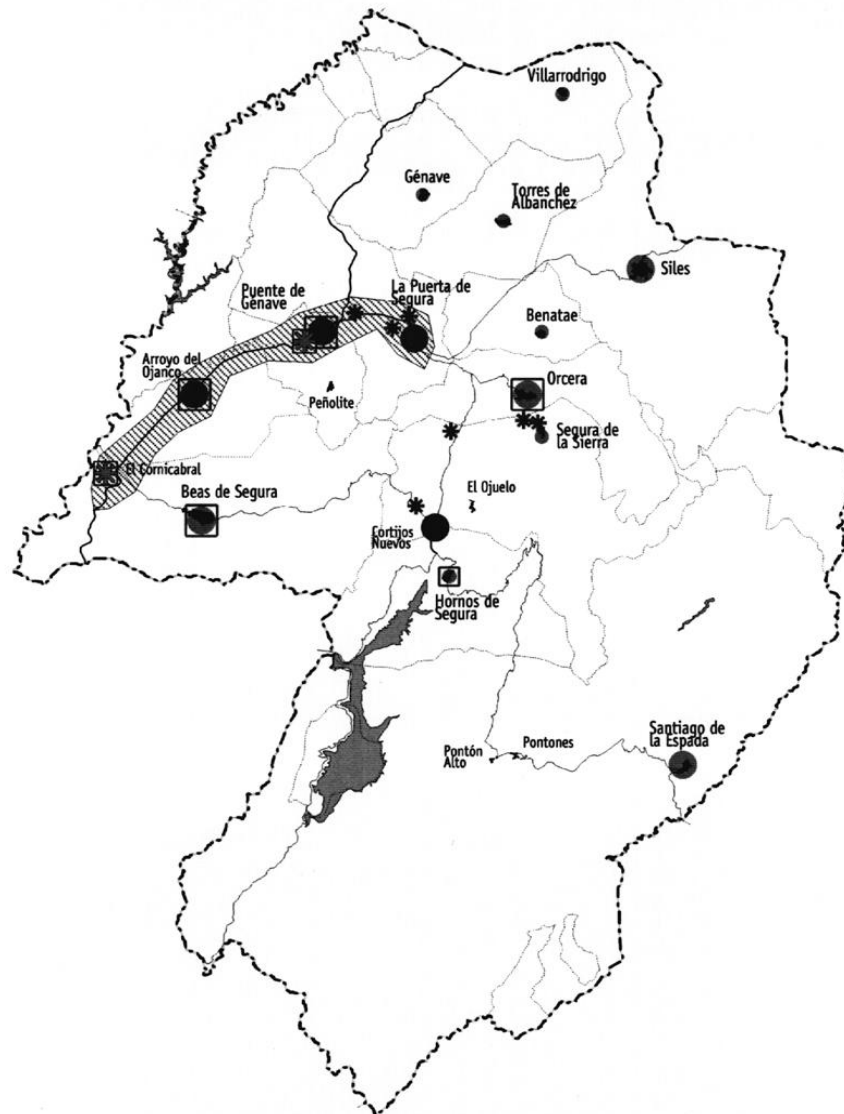 Villarrodrigo
Génave
Torres de
Albanchez
Siles
Puente de
Génave
La Puerta de
Segura
Benatae
Arroyo del
Ojanco
Peñolite
Orcera
Segura de
la Sierra
El Cornicabral
Beas de Segura
El Ojuelo
Cortijos
Nuevos
Hornos de
Segura
Santiago de
la Espada
Pontón
Alto
Pontones